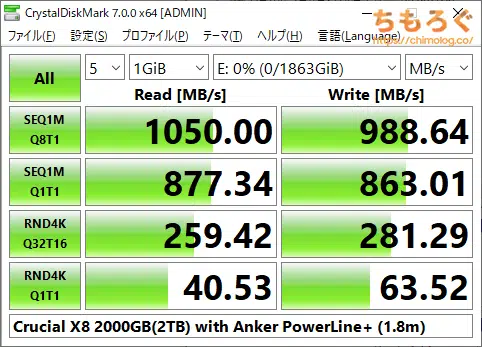 CrystalDiskMark 7.0.0 x64 [ADMIN]
ちもろぐ
https://chimolog.co/
ファイル(F) 設定(S) プロファイル(P) テーマ(T) ヘルプ(H) 言語(Language)
All 5 1GiB E: 0% (0/1863GiB) MB/s
Read [MB/s] Write [MB/s]
SEQ1M Q8T1 1050.00 988.64
SEQ1M Q1T1 877.34 863.01
RND4K Q32T16 259.42 281.29
RND4K Q1T1 40.53 63.52
Crucial X8 2000GB(2TB) with Anker PowerLine+ (1.8m)